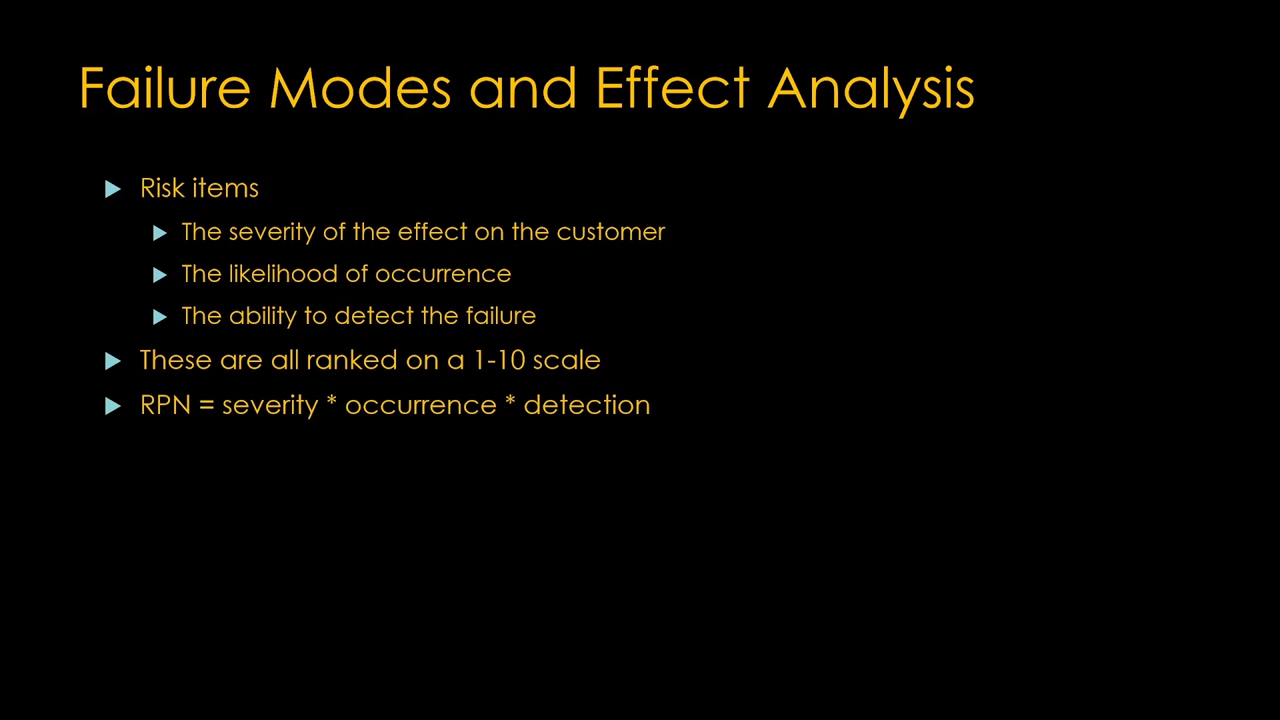 Failure Modes and Effect Analysis
Risk items
The severity of the effect on the customer
The likelihood of occurrence
The ability to detect the failure
These are all ranked on a 1-10 scale
RPN = severity * occurrence * detection